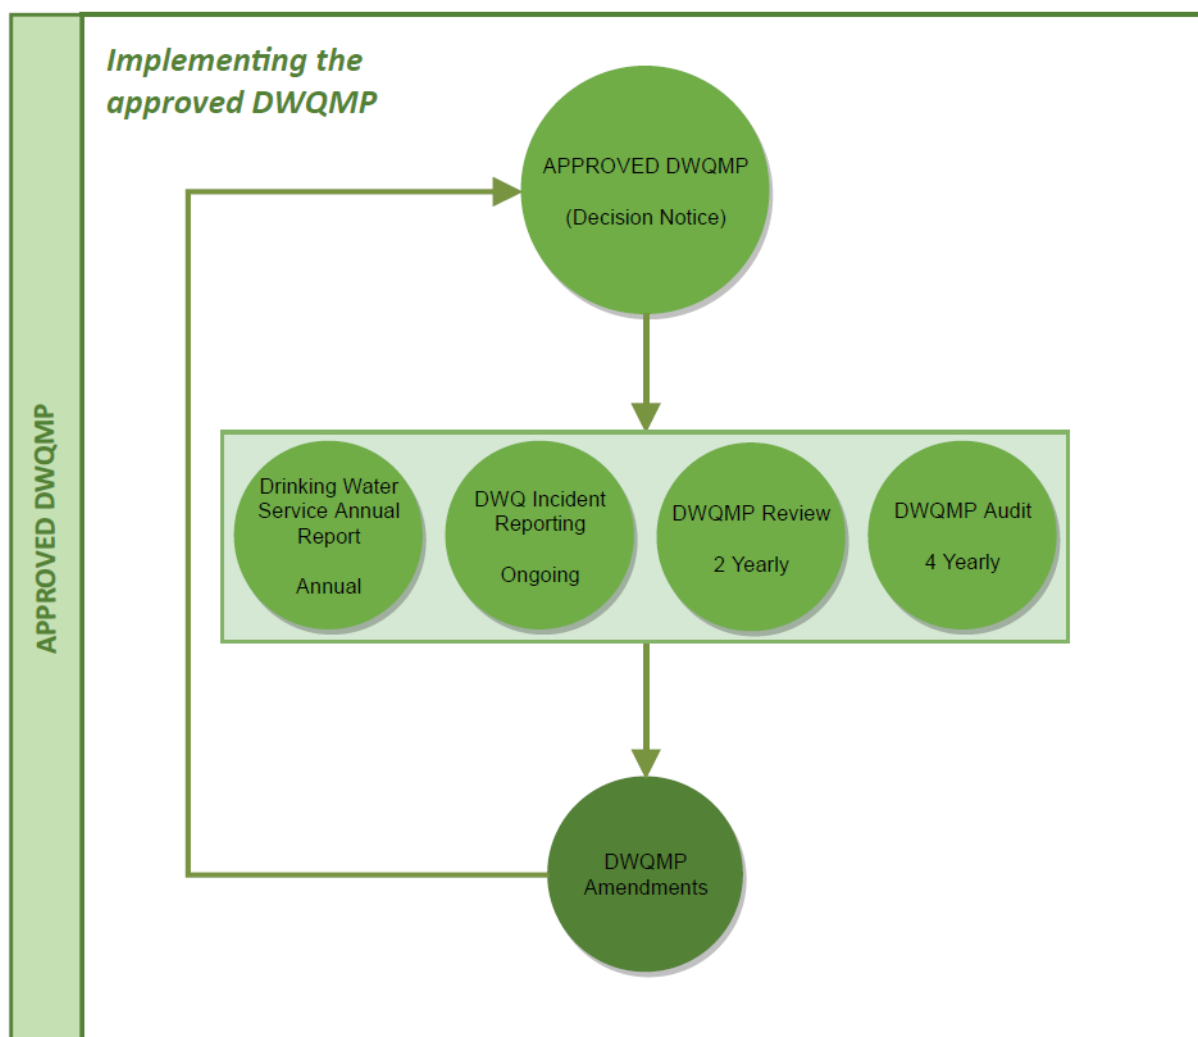 APPROVED DWQMP
Implementing the
approved DWQMP
APPROVED DWQMP
(Decision Notice)
Drinking Water
Service Annual
Report
Annual
DWQ Incident
Reporting
Ongoing
DWQMP Review
2 Yearly
DWQMP Audit
4 Yearly
DWQMP
Amendments